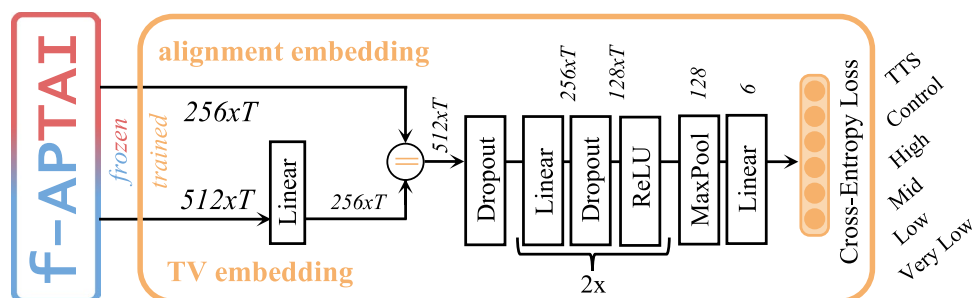 f-APTAI
frozen
trained
alignment embedding
256xT
512xT
Linear
256xT
TV embedding
||
512xT
Dropout
Linear
256xT
Dropout
128xT
ReLU
2x
128
MaxPool
6
Linear
Cross-Entropy Loss
TTS
Control
High
Mid
Low
Very Low